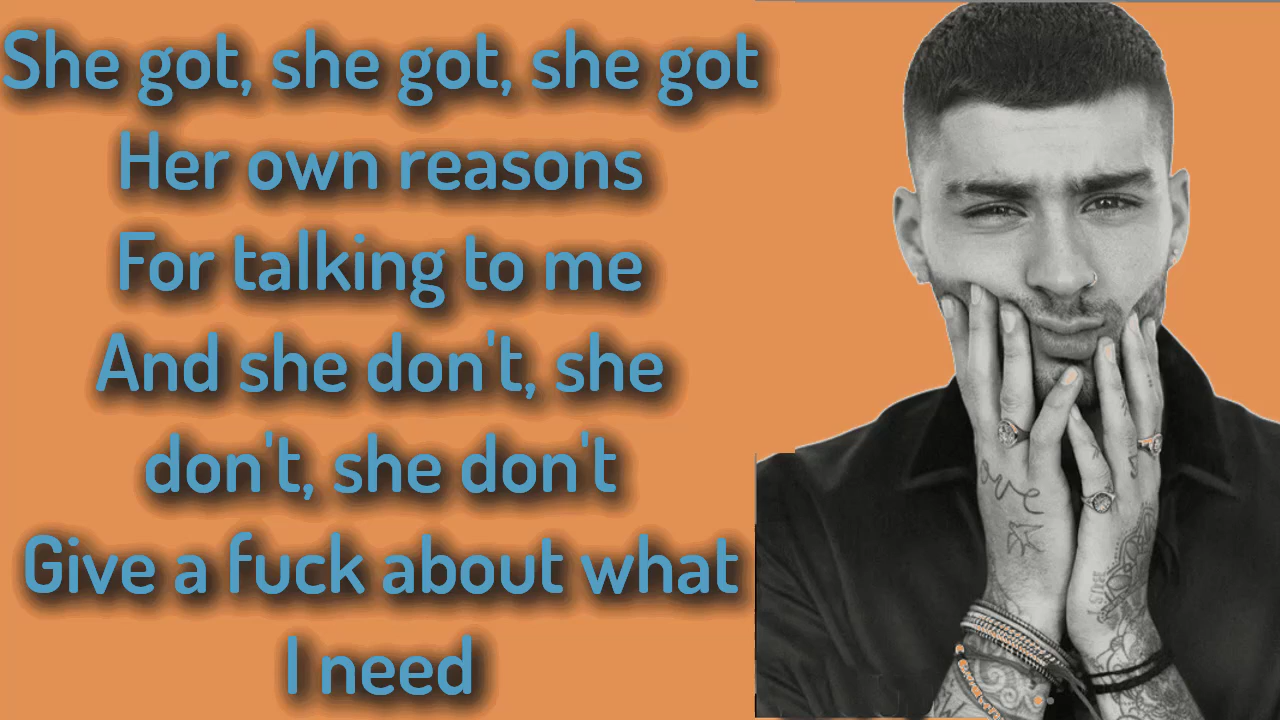 She got, she got, she got
Her own reasons
For talking to me
And she don't, she
don't, she don't
Give a fuck about what
I need
love